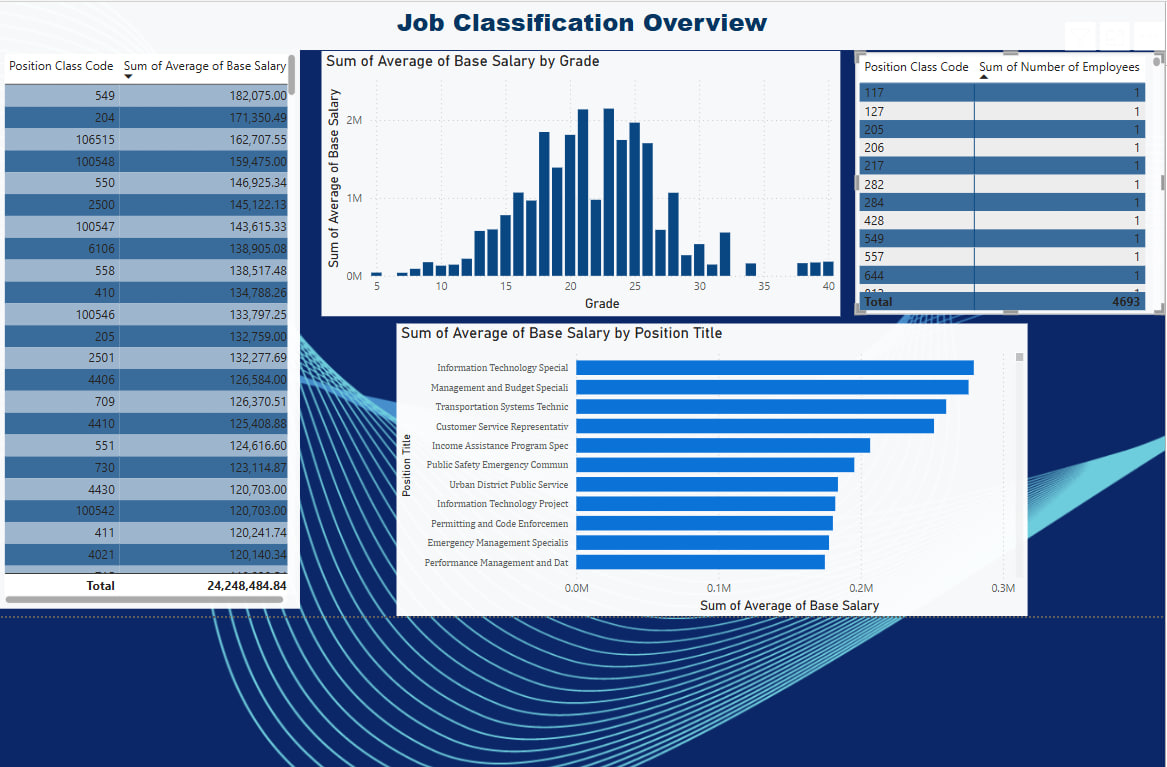 Job Classification Overview
Position Class Code Sum of Average of Base Salary
549 182,075.00
204 171,350.49
106515 162,707.55
100548 159,475.00
550 146,925.34
2500 145,122.13
100547 143,615.33
6106 138,905.08
558 138,517.48
410 134,788.26
100546 133,797.25
205 132,759.00
2501 132,277.69
4406 126,584.00
709 126,370.51
4410 125,408.88
551 124,616.60
730 123,114.87
4430 120,703.00
100542 120,703.00
411 120,241.74
4021 120,140.34
Total 24,248,484.84
Sum of Average of Base Salary by Grade
Sum of Average of Base Salary
2M
1M
0M
5 10 15 20 25 30 35 40
Grade
Position Class Code Sum of Number of Employees
117 1
127 1
205 1
206 1
217 1
282 1
284 1
428 1
549 1
557 1
644 1
Total 4693
Sum of Average of Base Salary by Position Title
Position Title
Information Technology Special
Management and Budget Speciali
Transportation Systems Technic
Customer Service Representativ
Income Assistance Program Spec
Public Safety Emergency Commun
Urban District Public Service
Information Technology Project
Permitting and Code Enforcemen
Emergency Management Specialis
Performance Management and Dat
0.0M 0.1M 0.2M 0.3M
Sum of Average of Base Salary